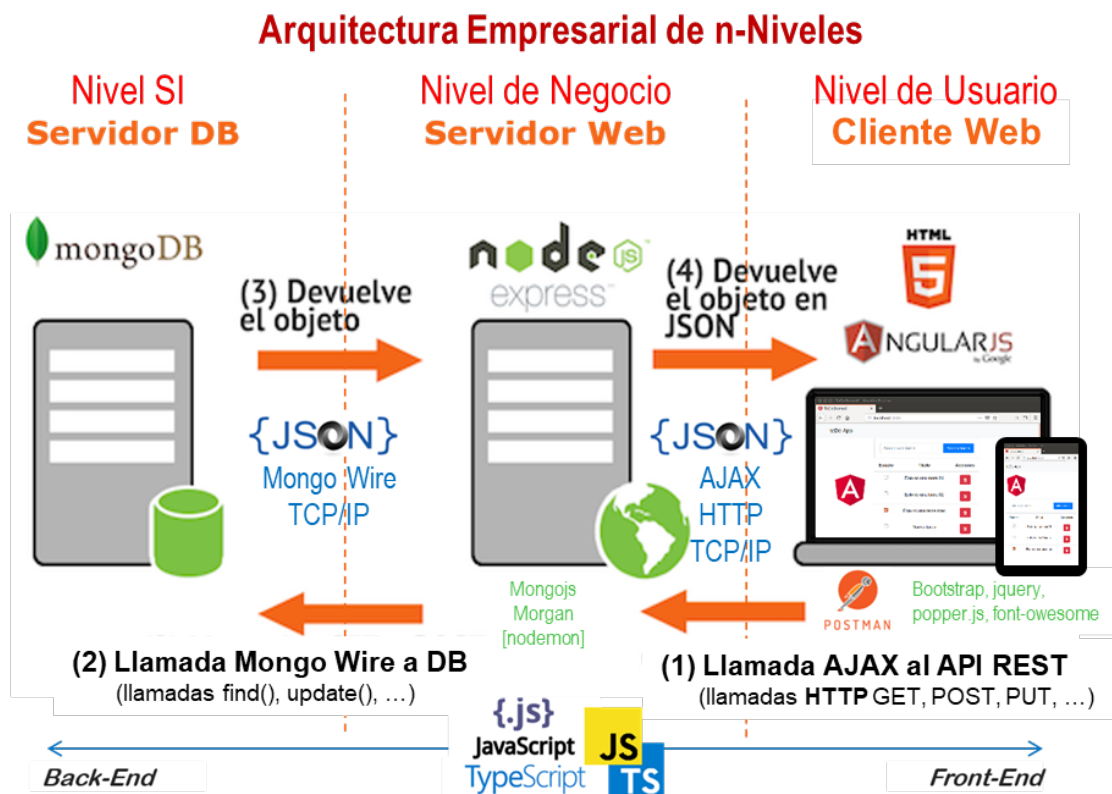 Arquitectura Empresarial de n-Niveles
Nivel SI
Servidor DB
Nivel de Negocio
Servidor Web
Nivel de Usuario
Cliente Web
mongoDB
node JS
express
HTML
5
ANGULARJS
by Google
(3) Devuelve
el objeto
(4) Devuelve
el objeto en
JSON
{JSON}
Mongo Wire
TCP/IP
{JSON}
AJAX
HTTP
TCP/IP
A
Mongojs
Morgan
[nodemon]
POSTMAN
Bootstrap, jquery,
popper.js, font-owesome
(2) Llamada Mongo Wire a DB
(llamadas find(), update(), …)
(1) Llamada AJAX al API REST
(llamadas HTTP GET, POST, PUT, …)
{.js}
JavaScript
TypeScript
JS
TS
Back-End
Front-End